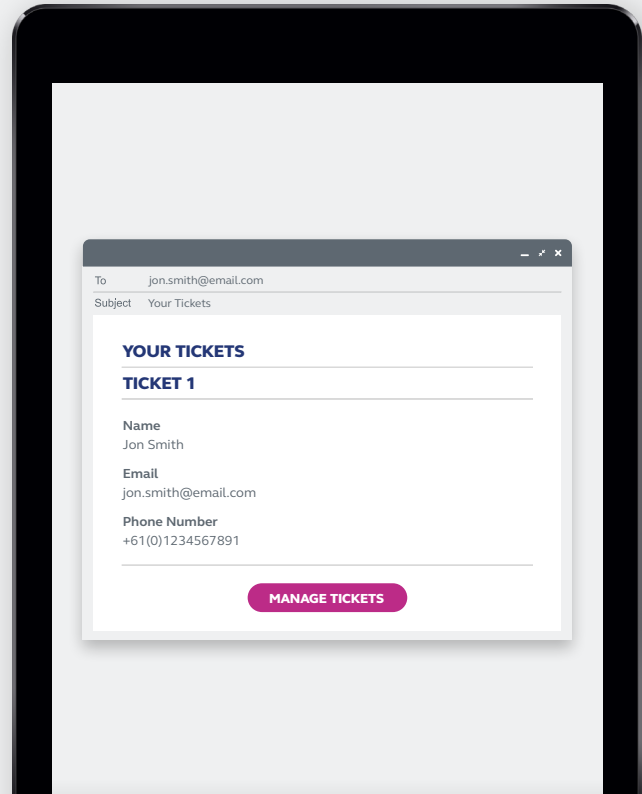 To jon.smith@email.com
Subject Your Tickets
YOUR TICKETS
TICKET 1
Name
Jon Smith
Email
jon.smith@email.com
Phone Number
+61(0)1234567891
MANAGE TICKETS